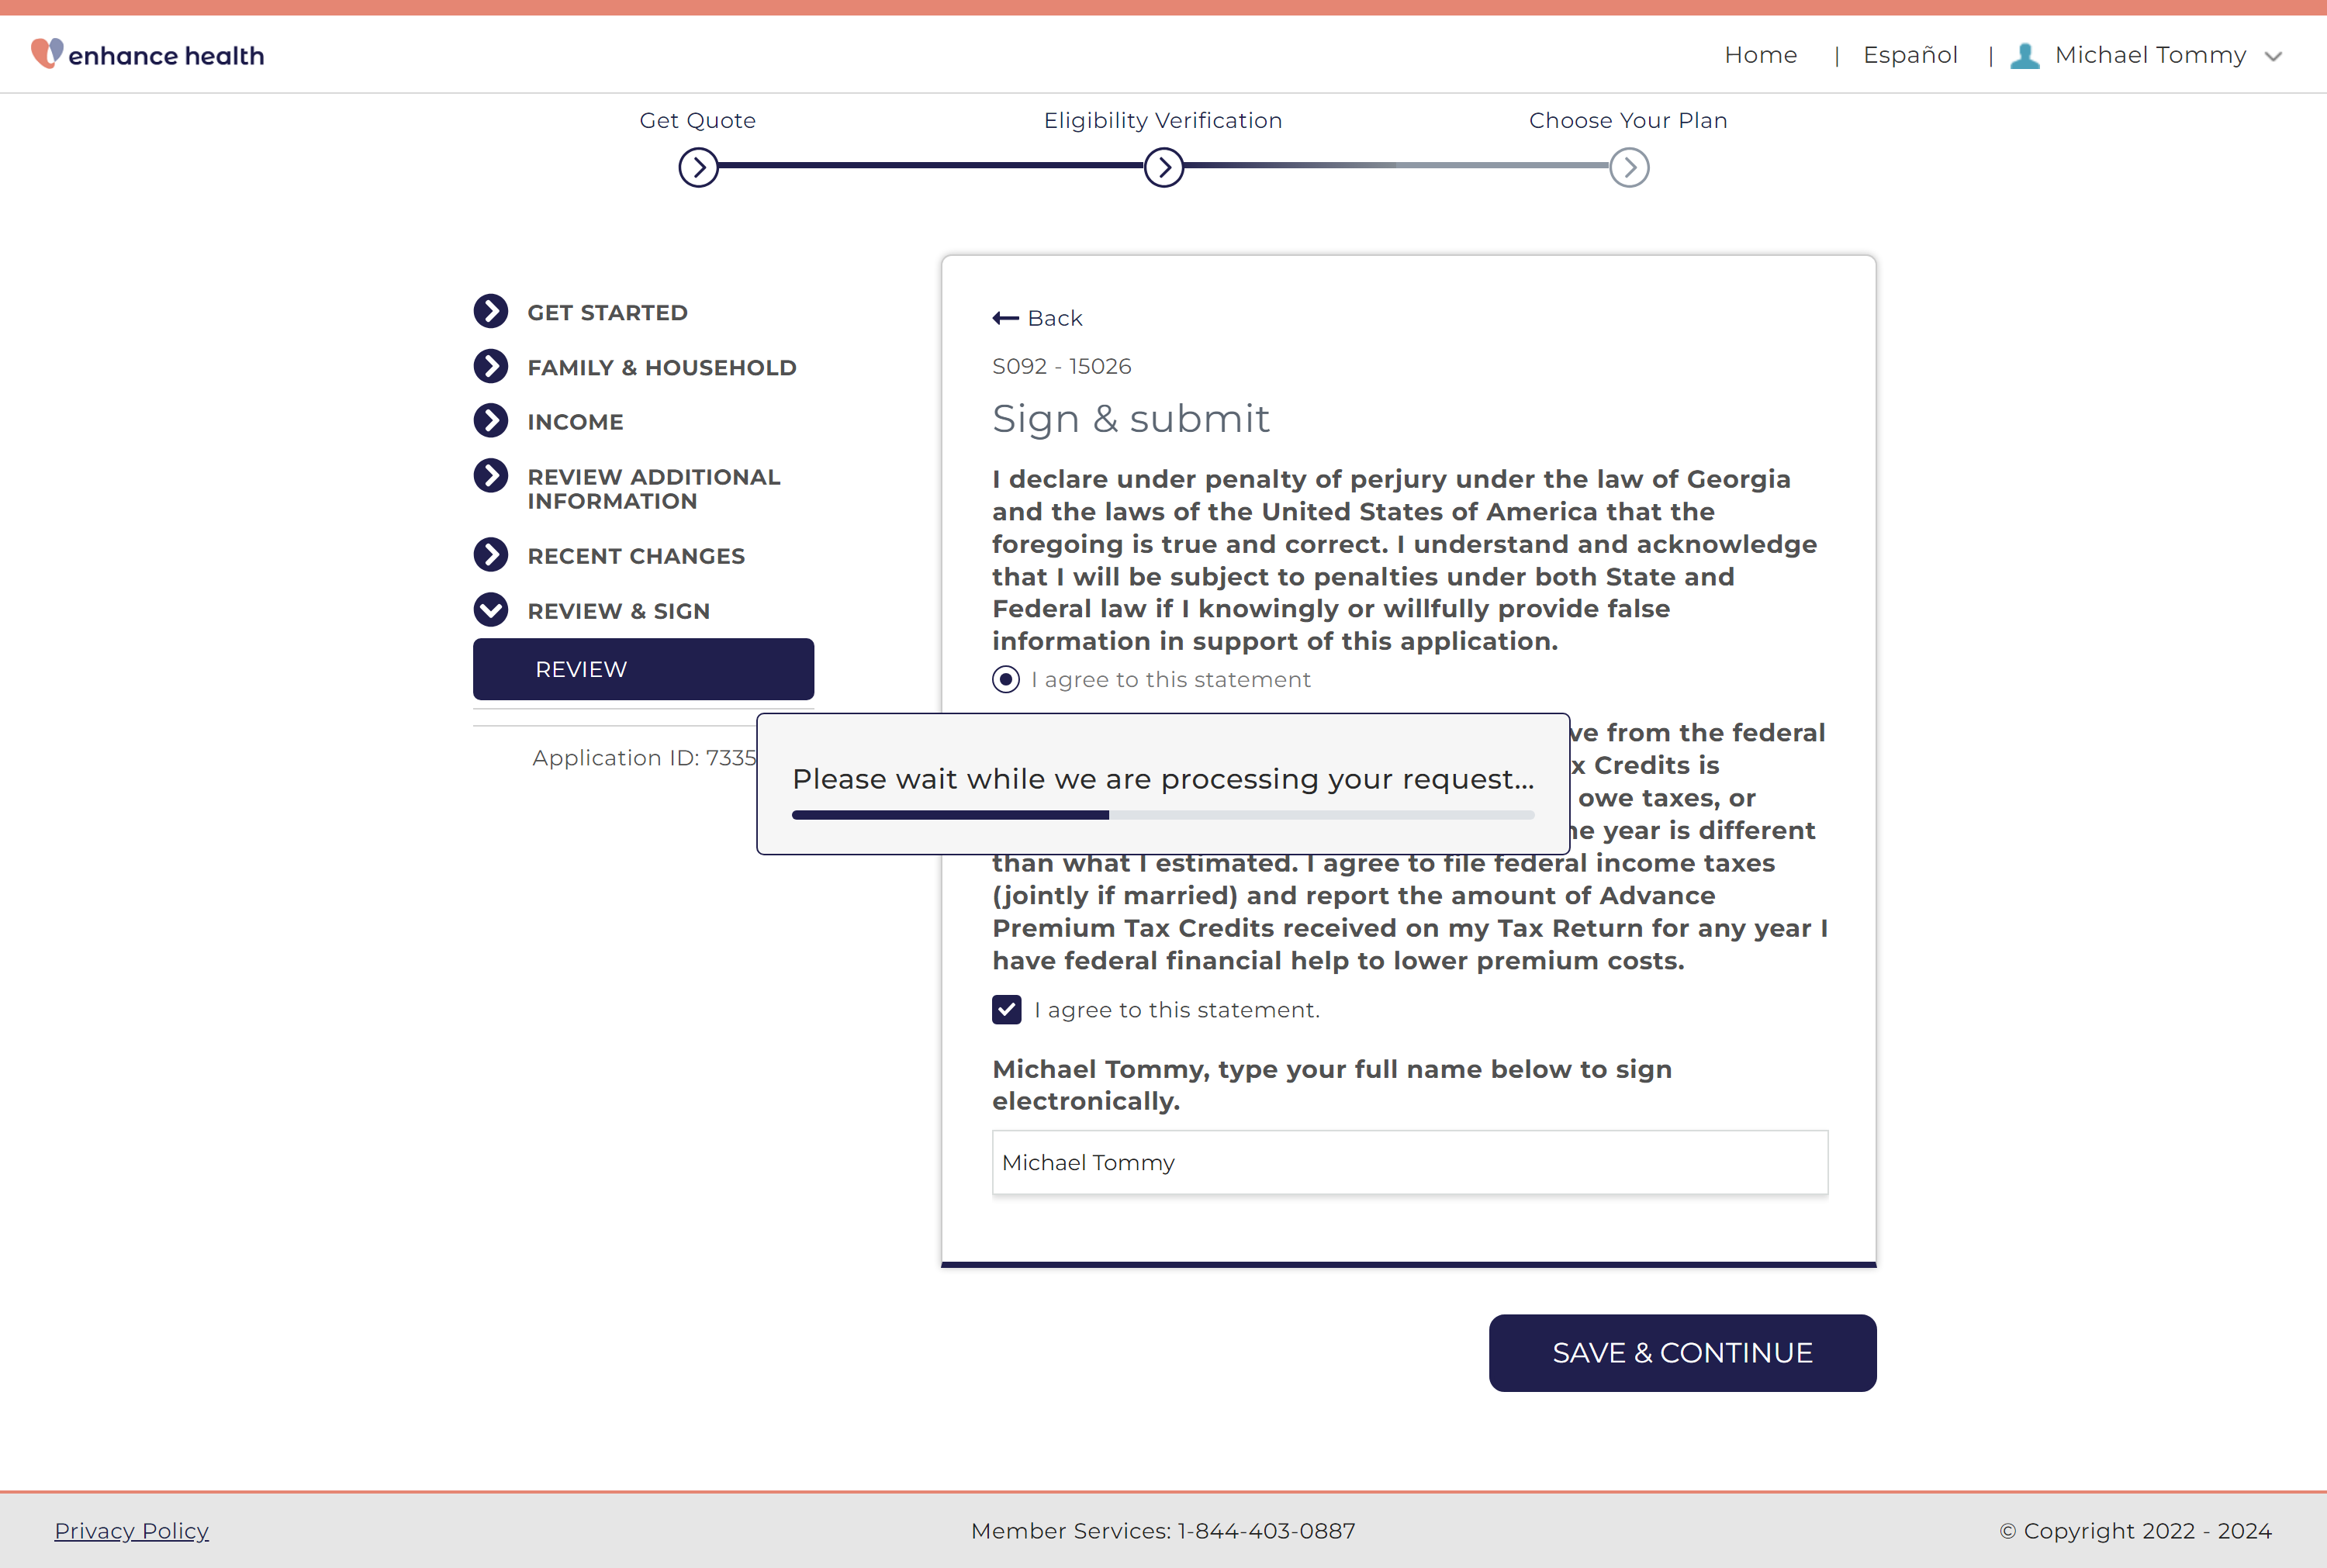 enhance health
Home | Español | Michael Tommy
Get Quote
Eligibility Verification
Choose Your Plan
GET STARTED
FAMILY & HOUSEHOLD
INCOME
REVIEW ADDITIONAL
INFORMATION
RECENT CHANGES
REVIEW & SIGN
REVIEW
Application ID: 7335
Back
S092 - 15026
Sign & submit
I declare under penalty of perjury under the law of Georgia
and the laws of the United States of America that the
foregoing is true and correct. I understand and acknowledge
that I will be subject to penalties under both State and
Federal law if I knowingly or willfully provide false
information in support of this application.
I agree to this statement
Please wait while we are processing your request...
from the federal
Credits is
owe taxes, or
year is different
than what I estimated. I agree to file federal income taxes
(jointly if married) and report the amount of Advance
Premium Tax Credits received on my Tax Return for any year I
have federal financial help to lower premium costs.
I agree to this statement.
Michael Tommy, type your full name below to sign
electronically.
Michael Tommy
SAVE & CONTINUE
Privacy Policy
Member Services: 1-844-403-0887
© Copyright 2022 - 2024